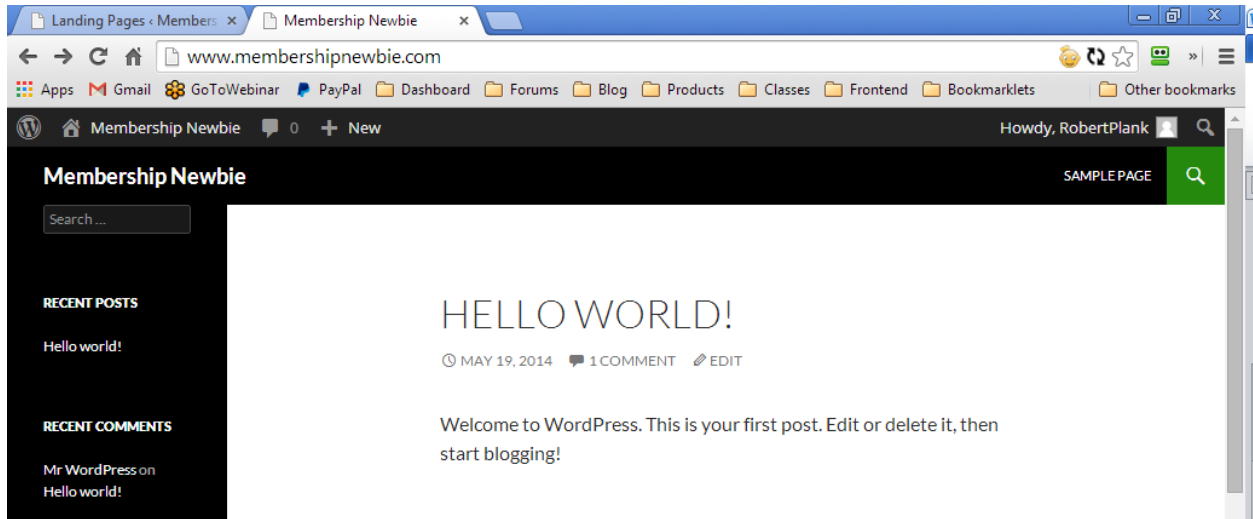 Landing Pages ‹ Members
Membership Newbie
www.membershipnewbie.com
Apps Gmail GoToWebinar PayPal Dashboard Forums Blog Products Classes Frontend Bookmarklets Other bookmarks
Membership Newbie 0 + New Howdy, RobertPlank
Membership Newbie SAMPLE PAGE
Search ...
RECENT POSTS
Hello world!
RECENT COMMENTS
Mr WordPress on
Hello world!
HELLO WORLD!
MAY 19, 2014 1 COMMENT EDIT
Welcome to WordPress. This is your first post. Edit or delete it, then
start blogging!